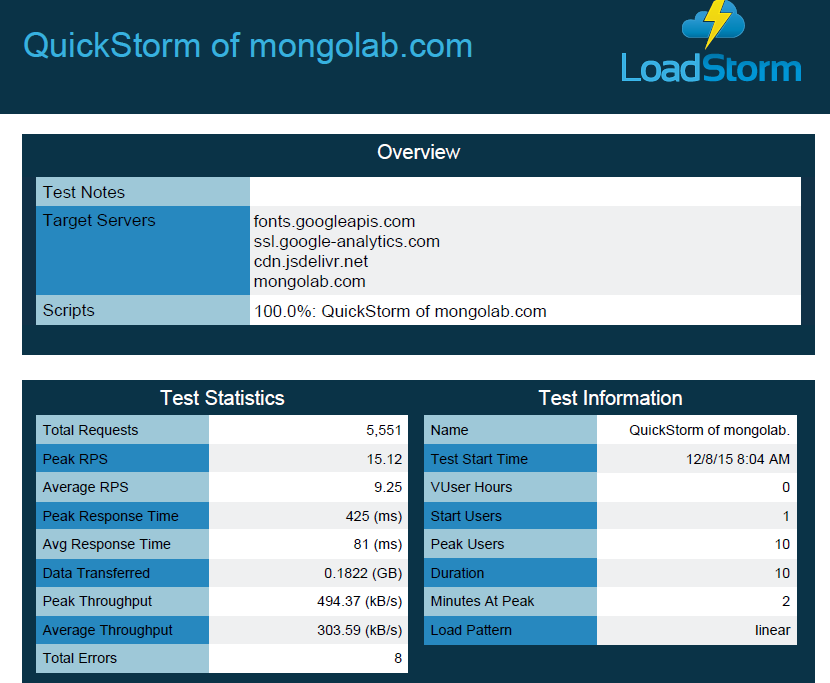 QuickStorm of mongolab.com
LoadStorm
Overview
Test Notes
Target Servers
fonts.googleapis.com
ssl.google-analytics.com
cdn.jsdelivr.net
mongolab.com
Scripts 100.0%: QuickStorm of mongolab.com
Test Statistics
Total Requests 5,551
Peak RPS 15.12
Average RPS 9.25
Peak Response Time 425 (ms)
Avg Response Time 81 (ms)
Data Transferred 0.1822 (GB)
Peak Throughput 494.37 (kB/s)
Average Throughput 303.59 (kB/s)
Total Errors 8
Test Information
Name QuickStorm of mongolab.
Test Start Time 12/8/15 8:04 AM
VUser Hours 0
Start Users 1
Peak Users 10
Duration 10
Minutes At Peak 2
Load Pattern linear